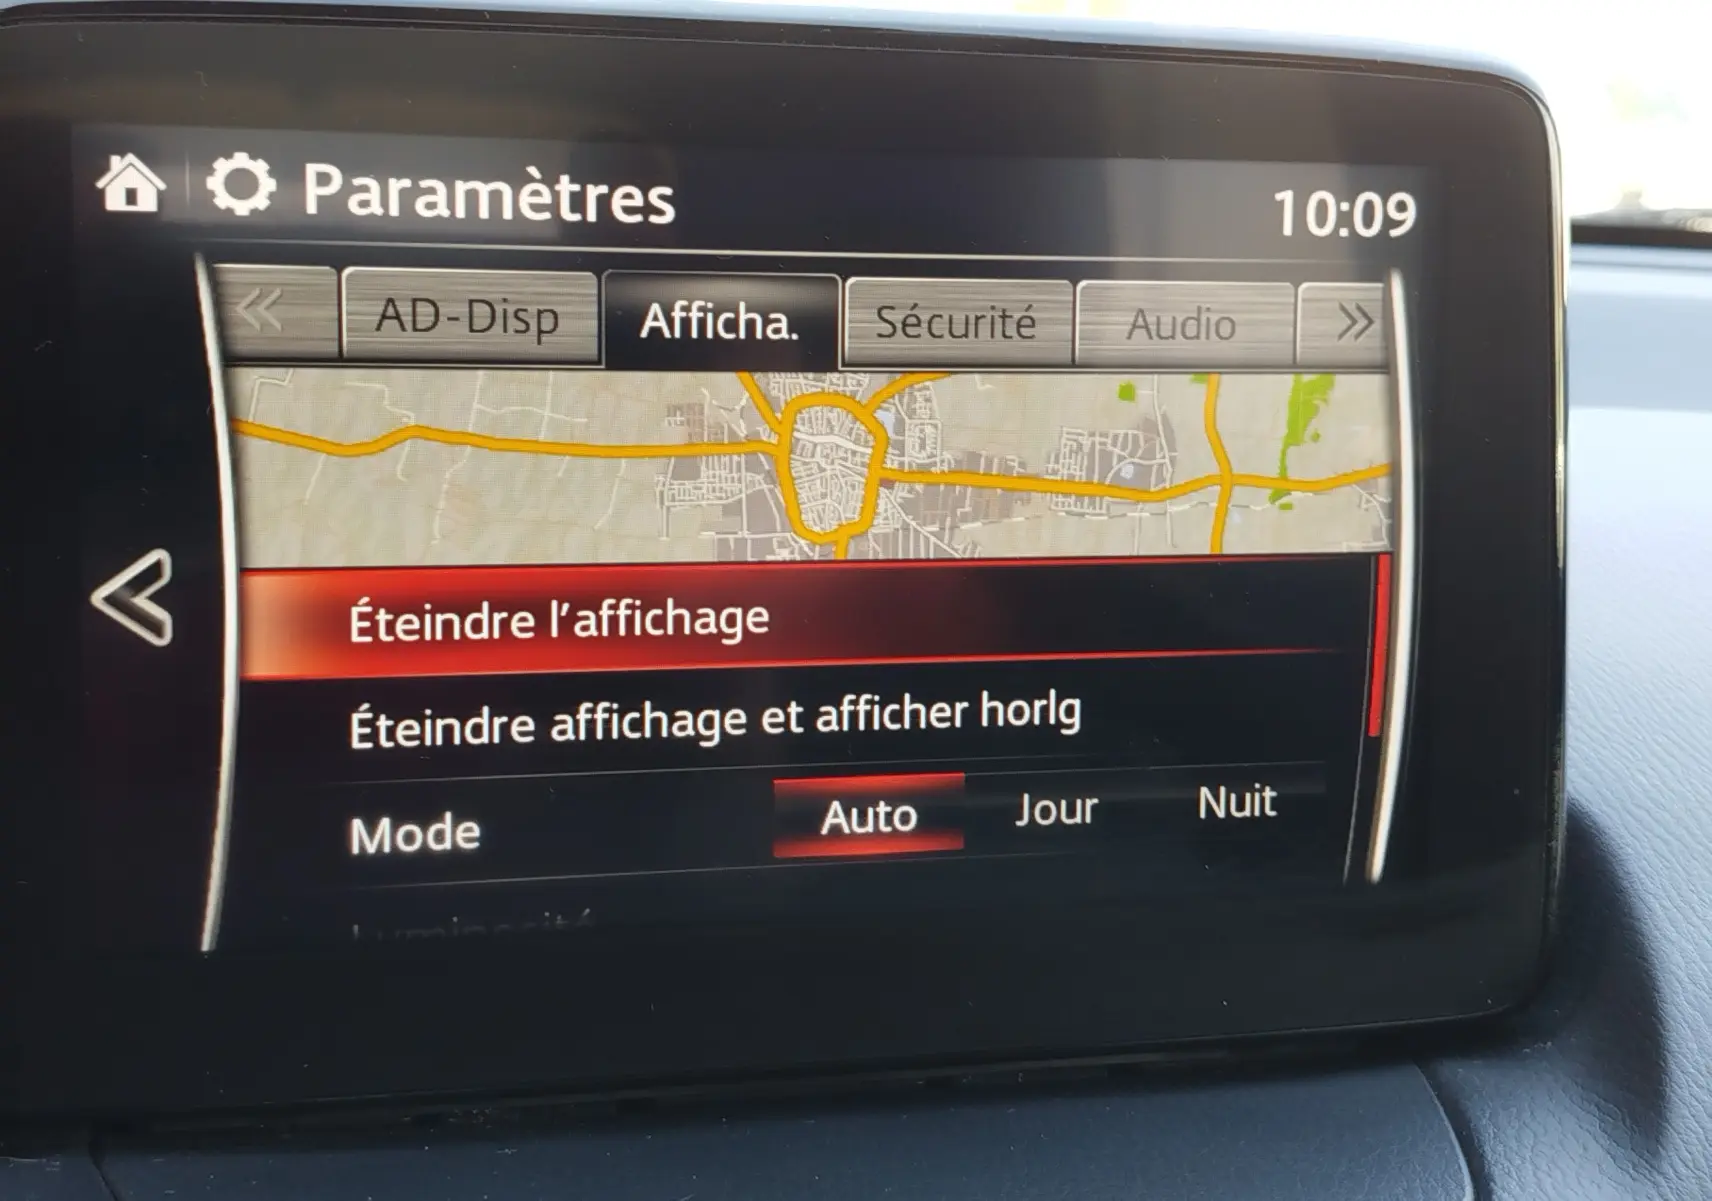 Paramètres
10:09
AD-Disp
Afficha.
Sécurité
Audio
Éteindre l'affichage
Éteindre affichage et afficher horlg
Mode Auto Jour Nuit
Luminosité